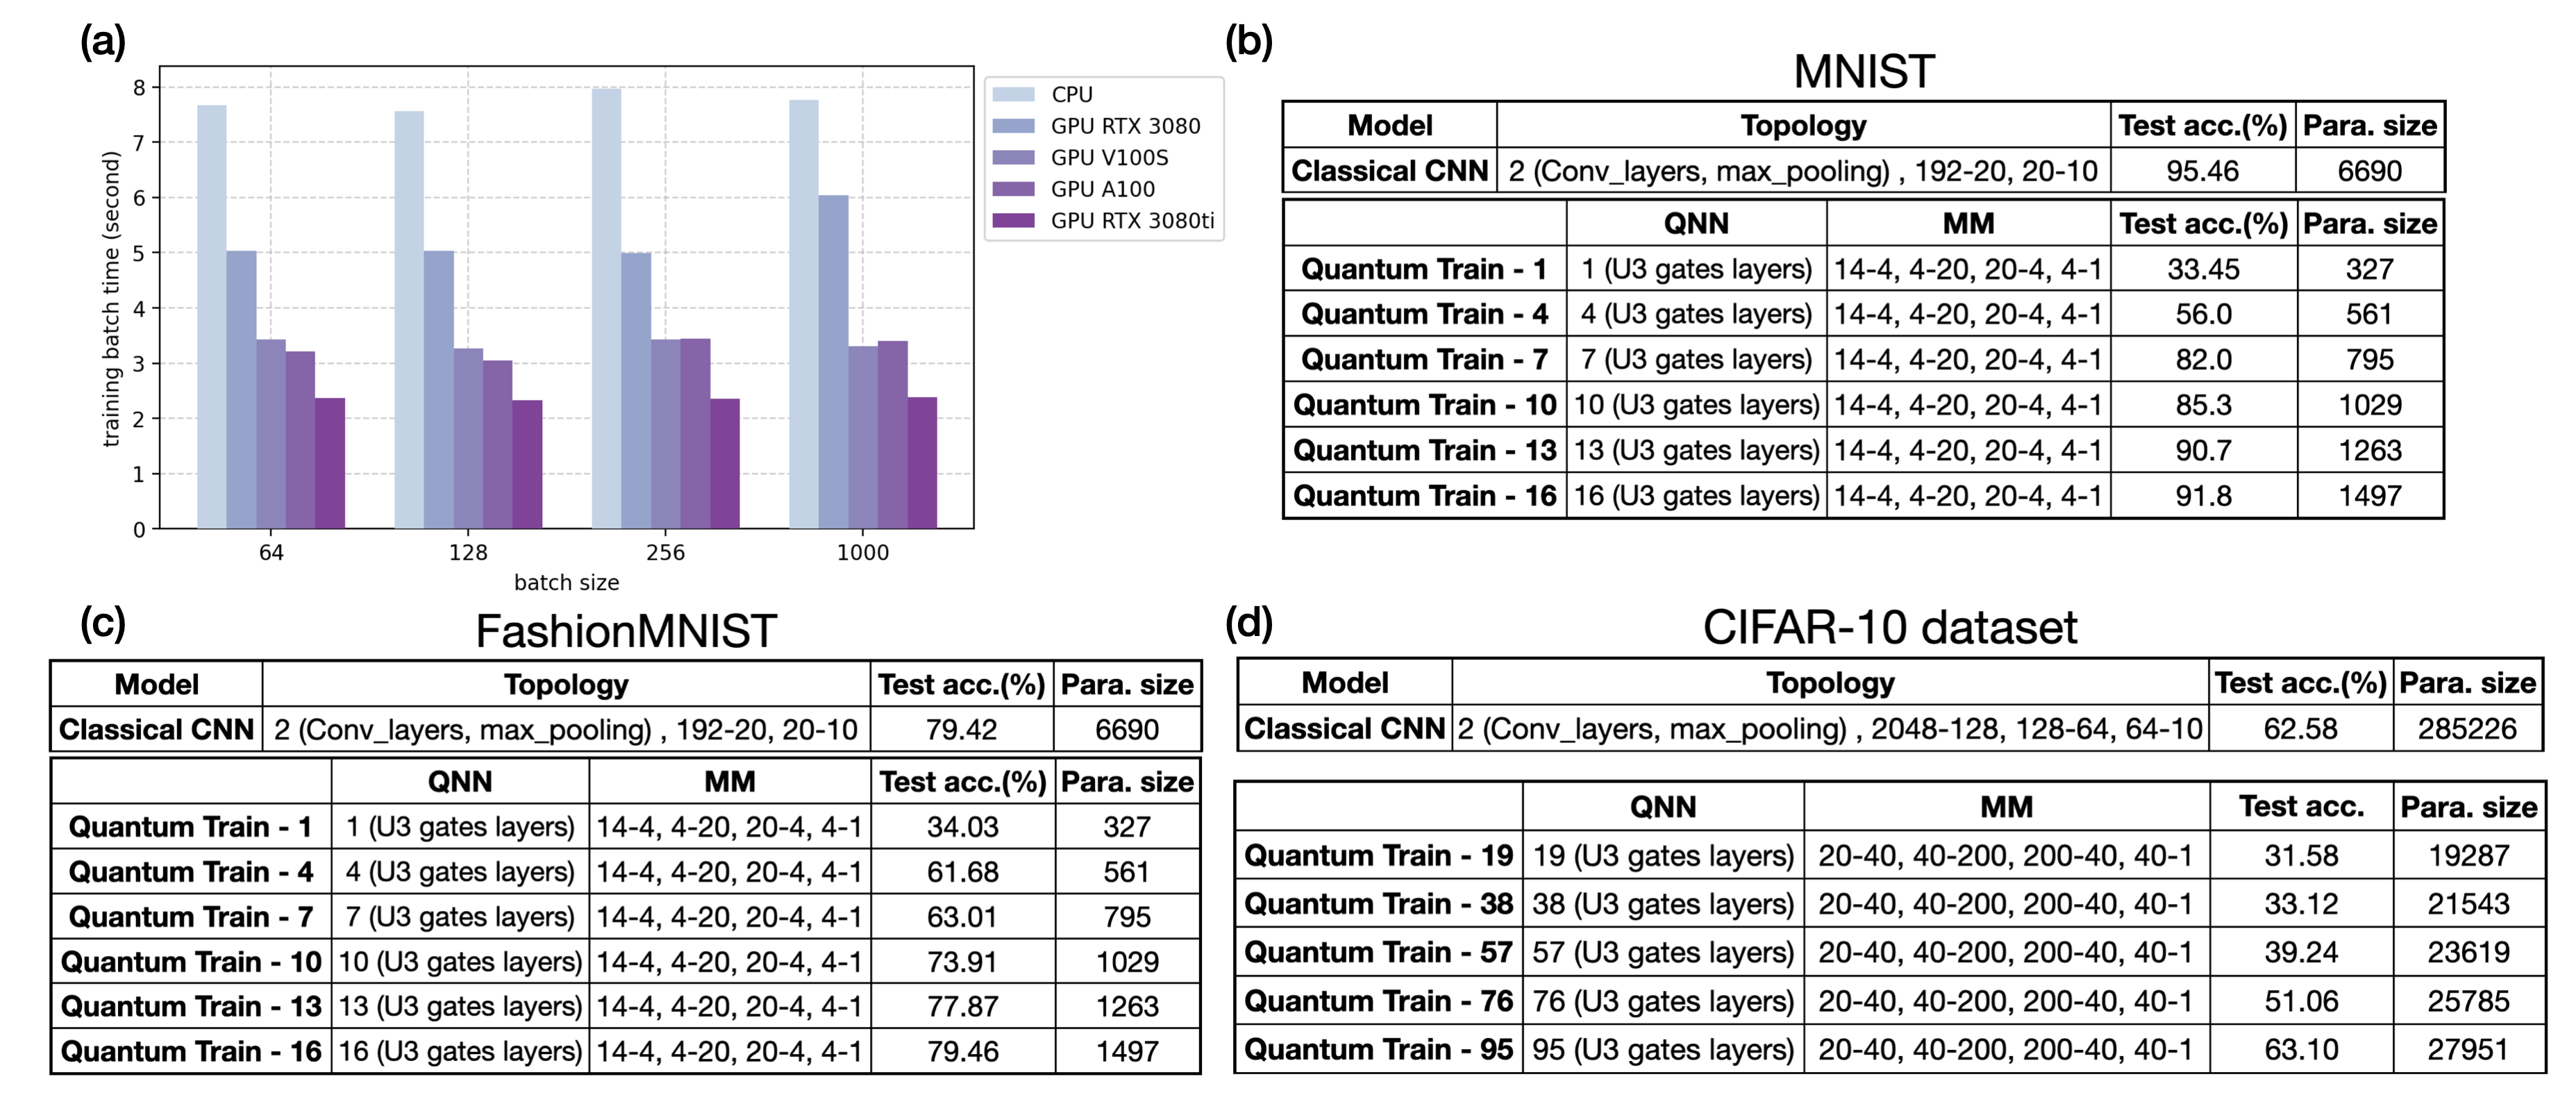 (a)
8
7
6
5
4
3
2
1
0
training batch time (second)
64 128 256 1000
batch size
CPU
GPU RTX 3080
GPU V100S
GPU A100
GPU RTX 3080ti
(b)
MNIST
Model Topology Test acc.(%) Para. size
Classical CNN 2 (Conv_layers, max_pooling) , 192-20, 20-10 95.46 6690
QNN MM Test acc.(%) Para. size
Quantum Train - 1 1 (U3 gates layers) 14-4, 4-20, 20-4, 4-1 33.45 327
Quantum Train - 4 4 (U3 gates layers) 14-4, 4-20, 20-4, 4-1 56.0 561
Quantum Train - 7 7 (U3 gates layers) 14-4, 4-20, 20-4, 4-1 82.0 795
Quantum Train - 10 10 (U3 gates layers) 14-4, 4-20, 20-4, 4-1 85.3 1029
Quantum Train - 13 13 (U3 gates layers) 14-4, 4-20, 20-4, 4-1 90.7 1263
Quantum Train - 16 16 (U3 gates layers) 14-4, 4-20, 20-4, 4-1 91.8 1497
(c)
FashionMNIST
Model Topology Test acc.(%) Para. size
Classical CNN 2 (Conv_layers, max_pooling) , 192-20, 20-10 79.42 6690
QNN MM Test acc.(%) Para. size
Quantum Train - 1 1 (U3 gates layers) 14-4, 4-20, 20-4, 4-1 34.03 327
Quantum Train - 4 4 (U3 gates layers) 14-4, 4-20, 20-4, 4-1 61.68 561
Quantum Train - 7 7 (U3 gates layers) 14-4, 4-20, 20-4, 4-1 63.01 795
Quantum Train - 10 10 (U3 gates layers) 14-4, 4-20, 20-4, 4-1 73.91 1029
Quantum Train - 13 13 (U3 gates layers) 14-4, 4-20, 20-4, 4-1 77.87 1263
Quantum Train - 16 16 (U3 gates layers) 14-4, 4-20, 20-4, 4-1 79.46 1497
(d)
CIFAR-10 dataset
Model Topology Test acc.(%) Para. size
Classical CNN 2 (Conv_layers, max_pooling) , 2048-128, 128-64, 64-10 62.58 285226
QNN MM Test acc. Para. size
Quantum Train - 19 19 (U3 gates layers) 20-40, 40-200, 200-40, 40-1 31.58 19287
Quantum Train - 38 38 (U3 gates layers) 20-40, 40-200, 200-40, 40-1 33.12 21543
Quantum Train - 57 57 (U3 gates layers) 20-40, 40-200, 200-40, 40-1 39.24 23619
Quantum Train - 76 76 (U3 gates layers) 20-40, 40-200, 200-40, 40-1 51.06 25785
Quantum Train - 95 95 (U3 gates layers) 20-40, 40-200, 200-40, 40-1 63.10 27951